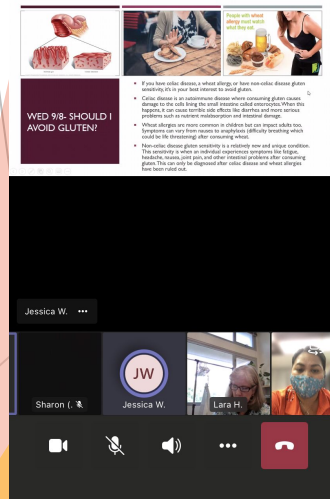 People with wheat
allergy must watch
what they eat.
WED 9/8- SHOULD I
AVOID GLUTEN?
If you have celiac disease, a wheat allergy, or have non-celiac disease gluten
sensitivity, it's in your best interest to avoid gluten.
Celiac disease is an autoimmune disease where consuming gluten causes
damage to the cells lining the small intestine called enterocytes. When this
happens, it can cause terrible side effects like diarrhea and more serious
problems such as nutrient malabsorption and intestinal damage.
Wheat allergies are more common in children but can impact adults too.
Symptoms can vary from nausea to anaphylaxis (difficulty breathing which
could be life threatening) after consuming wheat.
Non-celiac disease gluten sensitivity is a relatively new and unique condition.
This sensitivity is when an individual experiences symptoms like fatigue,
headache, nausea, joint pain, and other intestinal problems after consuming
gluten. This can only be diagnosed after celiac disease and wheat allergies
have been ruled out.
Jessica W.
JW
Sharon (.
Jessica W.
Lara H.